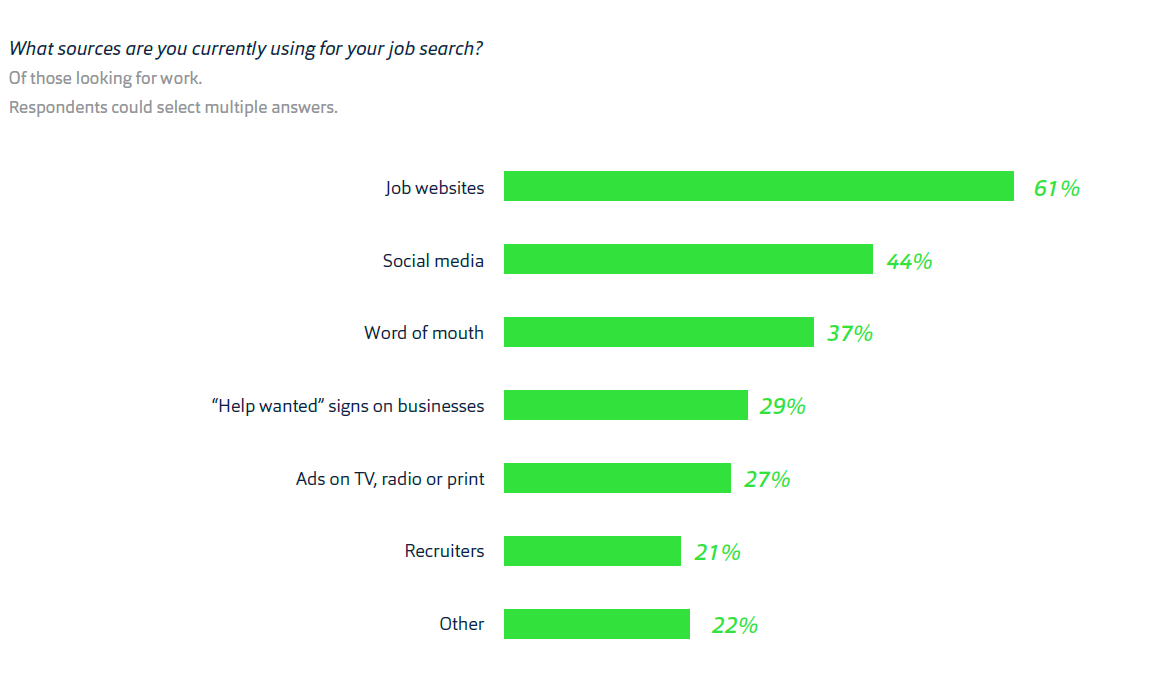 What sources are you currently using for your job search?
Of those looking for work.
Respondents could select multiple answers.
Job websites 61%
Social media 44%
Word of mouth 37%
“Help wanted” signs on businesses 29%
Ads on TV, radio or print 27%
Recruiters 21%
Other 22%